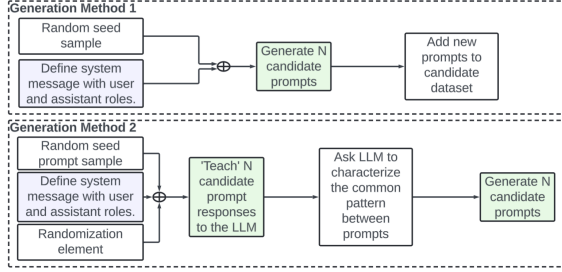 Generation Method 1
Random seed
sample
Define system
message with user
and assistant roles.
Generate N
candidate
prompts
Add new
prompts to
candidate
dataset
Generation Method 2
Random seed
prompt sample
Define system
message with user
and assistant roles.
Randomization
element
'Teach' N
candidate
prompt
responses
to the LLM
Ask LLM to
characterize
the common
pattern
between
prompts
Generate N
candidate
prompts